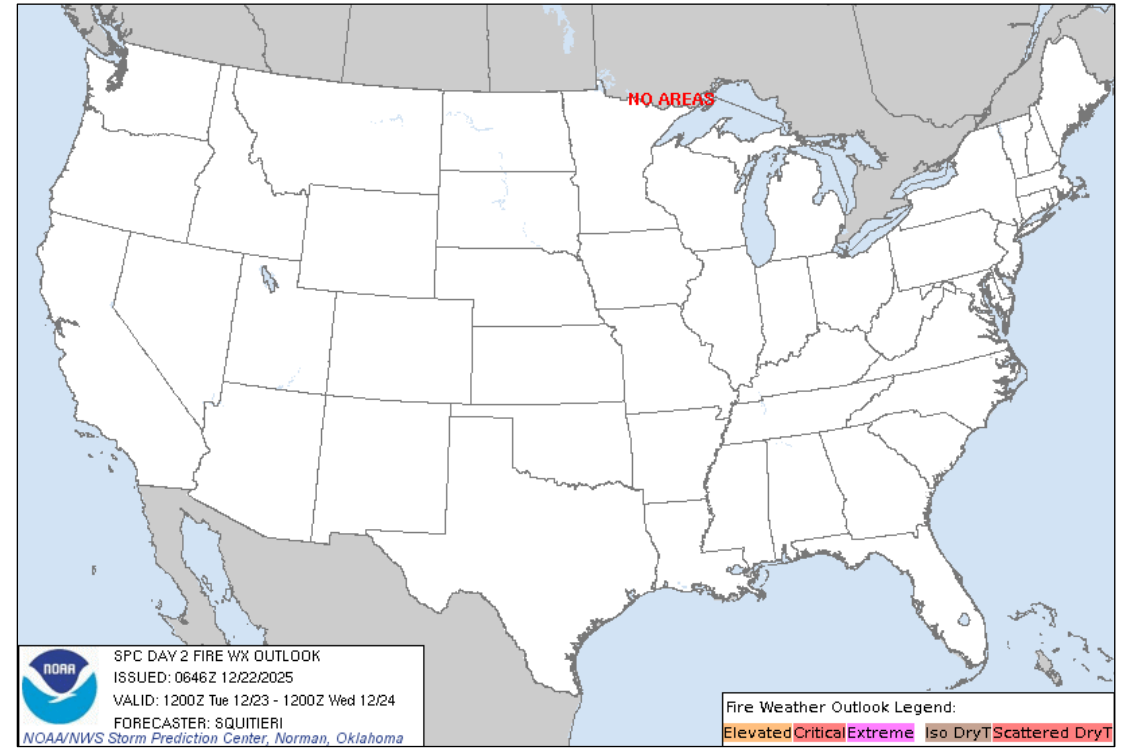 NO AREAS
NOAA
SPC DAY 2 FIRE WX OUTLOOK
ISSUED: 0646Z 12/22/2025
VALID: 1200Z Tue 12/23 - 1200Z Wed 12/24
FORECASTER: SQUITIERI
NOAA/NWS Storm Prediction Center, Norman, Oklahoma
Fire Weather Outlook Legend:
Elevated Critical Extreme Iso DryT Scattered DryT